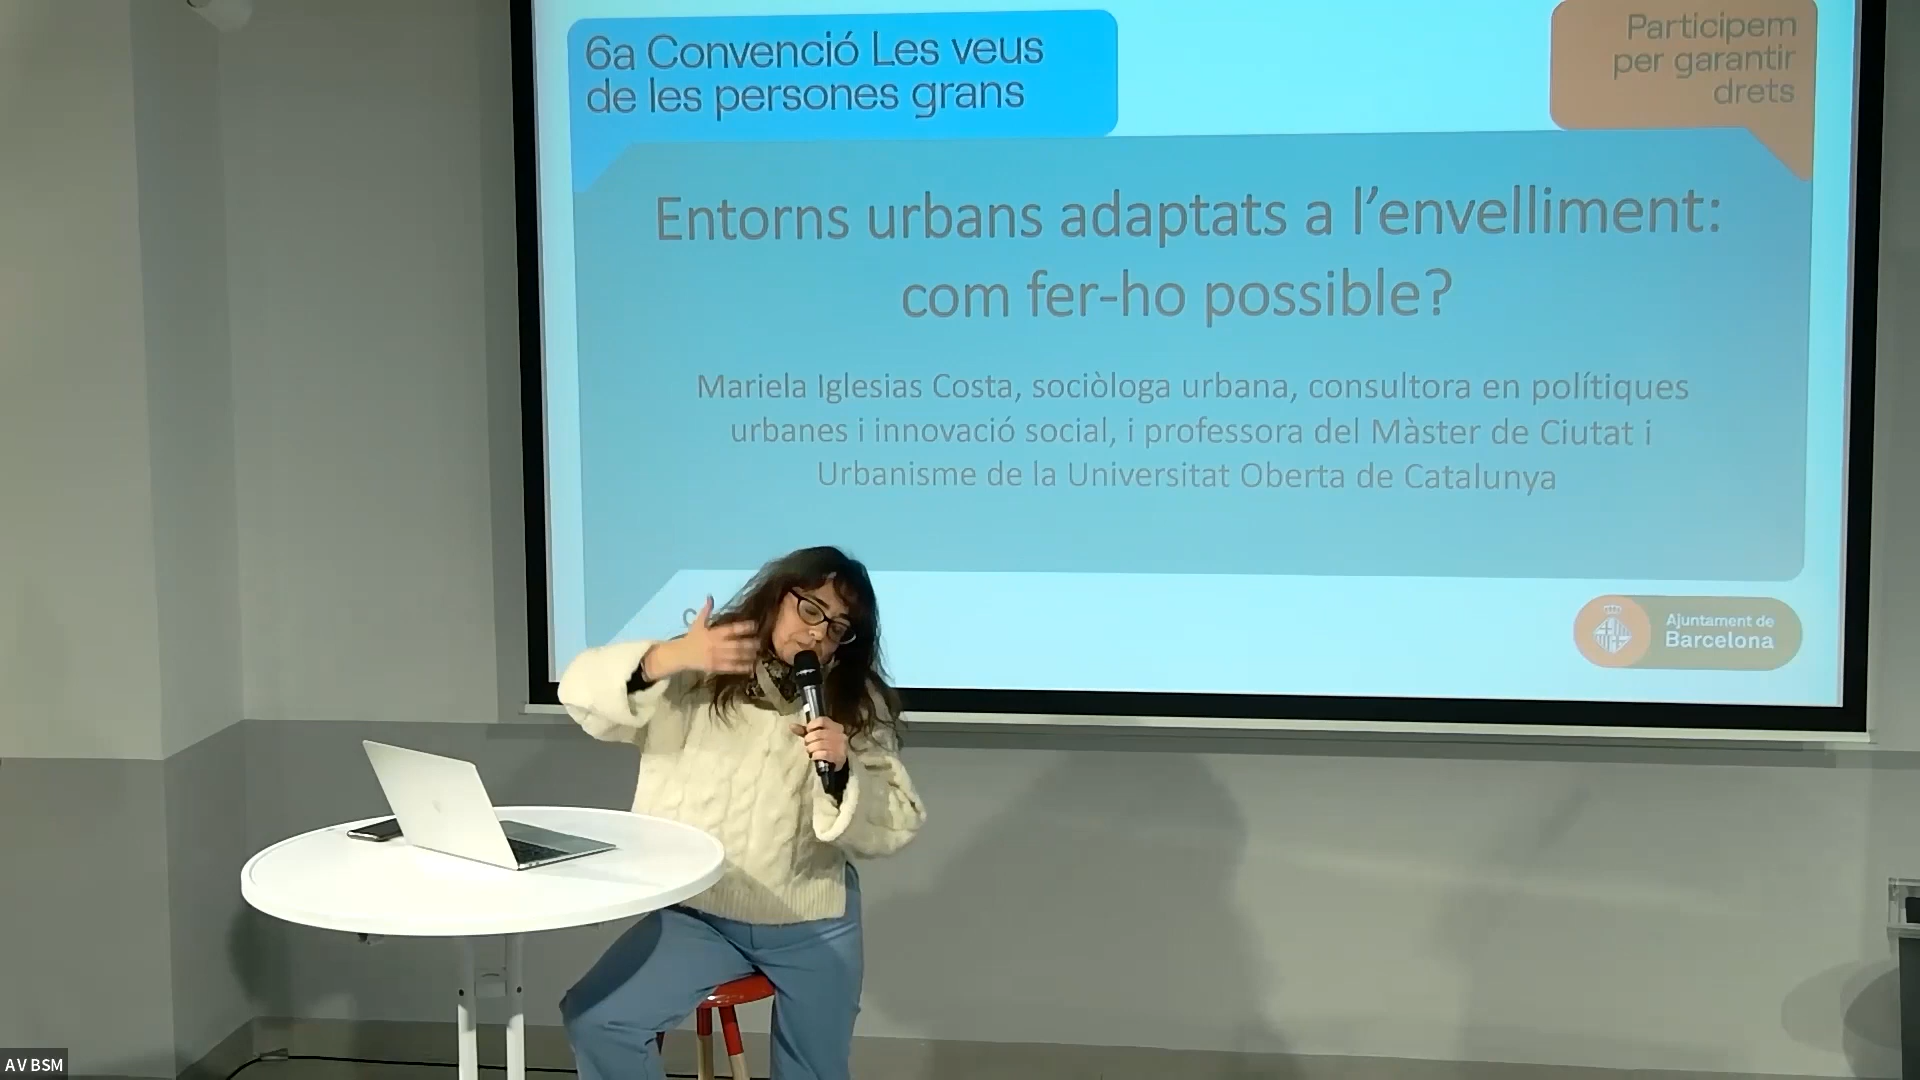 6a Convenció Les veus
de les persones grans
Participem
per garantir
drets
Entorns urbans adaptats a l’envelliment:
com fer-ho possible?
Mariela Iglesias Costa, sociòloga urbana, consultora en polítiques
urbanes i innovació social, i professora del Màster de Ciutat i
Urbanisme de la Universitat Oberta de Catalunya
Ajuntament de
Barcelona
AV BSM